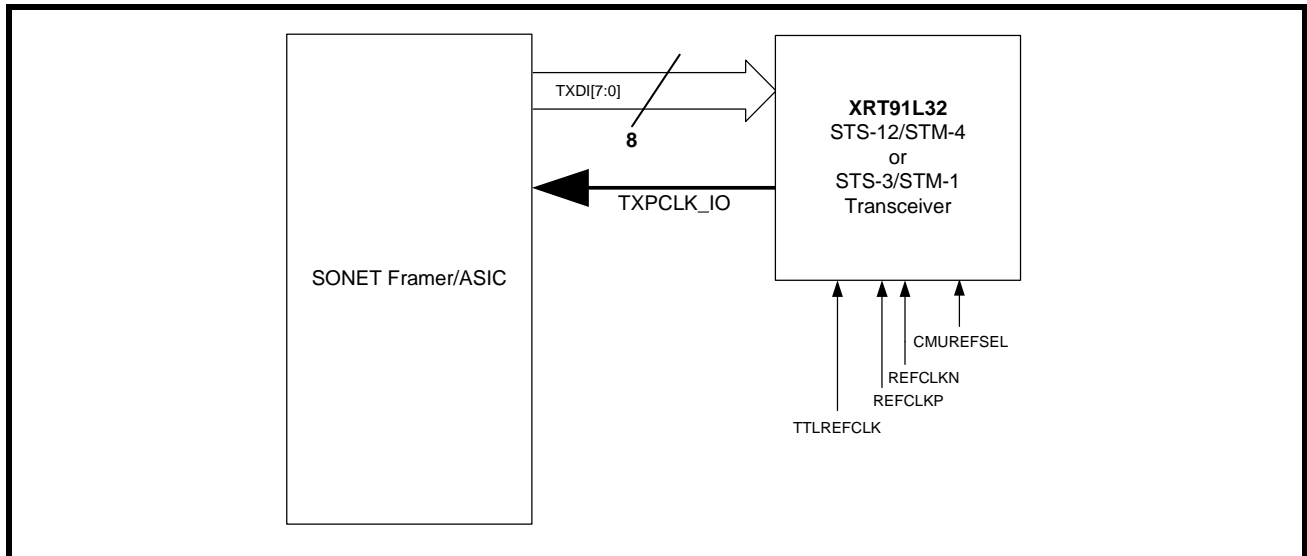 TXDI[7:0]
8
TXPCLK_IO
SONET Framer/ASIC
XRT91L32
STS-12/STM-4
or
STS-3/STM-1
Transceiver
CMUREFSEL
REFCLKN
REFCLKP
TTLREFCLK